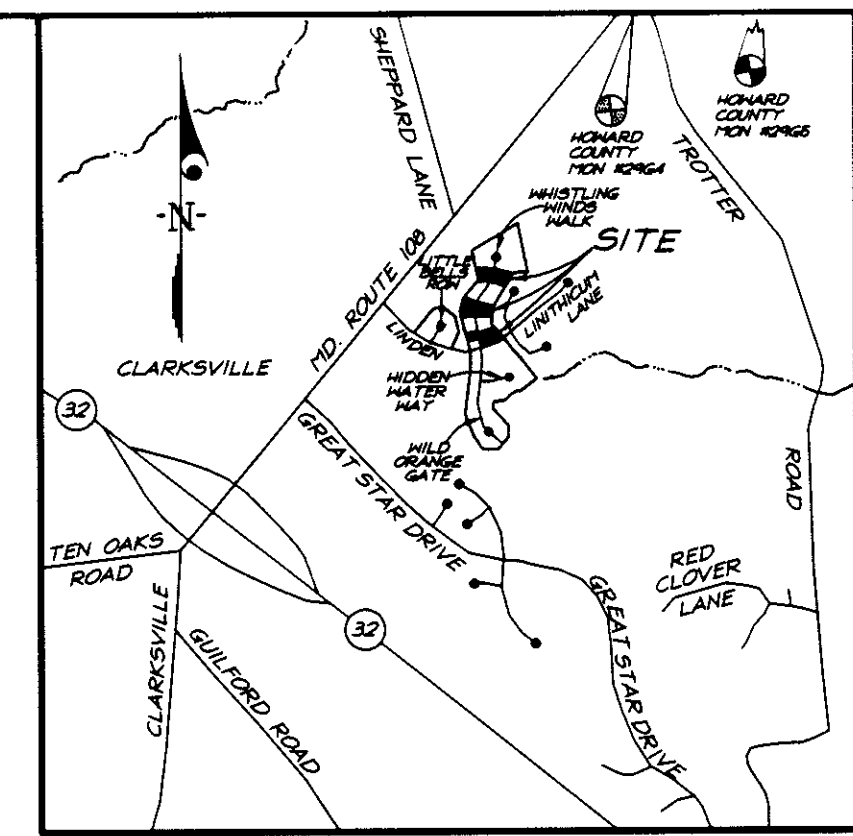 SHEPPARD LANE
HOWARD
COUNTY
MON #29G4
HOWARD
COUNTY
MON #29G5
TROTTER
ROAD
-N-
WHISTLING
WINDS
WALK
SITE
MD. ROUTE 108
LITTLE
BELLS
ROW
LINTHICUM
LANE
LINDEN
CLARKSVILLE
HIDDEN
WATER
WAY
32
GREAT STAR DRIVE
WILD
ORANGE
GATE
TEN OAKS
ROAD
RED
CLOVER
LANE
32
GREAT STAR DRIVE
CLARKSVILLE
GUILFORD ROAD